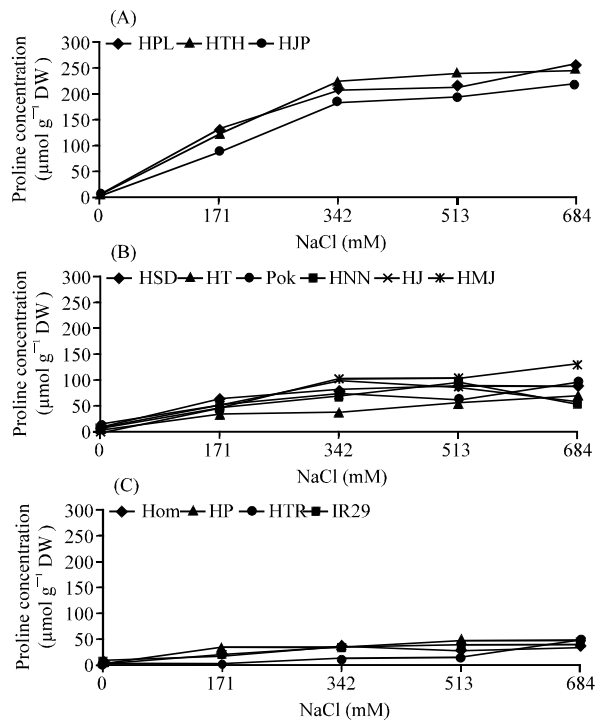 (A)
HPL HTH HJP
Proline concentration
(μmol g⁻¹ DW )
300
250
200
150
100
50
0
0 171 342 513 684
NaCl (mM)
(B)
HSD HT Pok HNN HJ HMJ
Proline concentration
(μmol g⁻¹ DW )
300
250
200
150
100
50
0
0 171 342 513 684
NaCl (mM)
(C)
Hom HP HTR IR29
Proline concentration
(μmol g⁻¹ DW )
300
250
200
150
100
50
0
0 171 342 513 684
NaCl (mM)